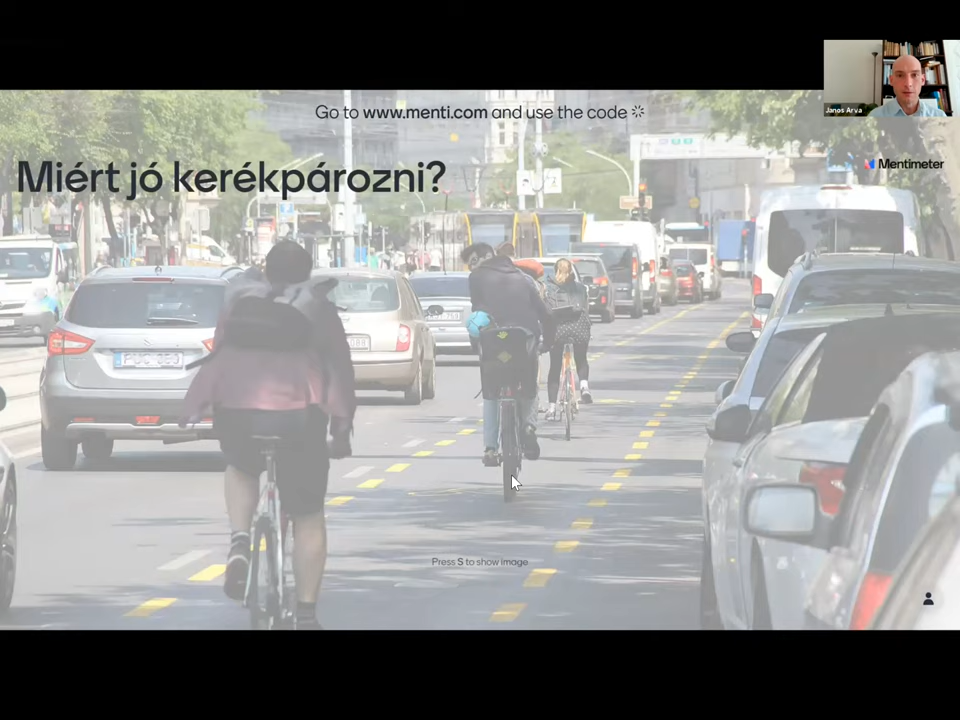 Go to www.menti.com and use the code
Janos Arva
Mentimeter
Miért jó kerékpározni?
Press S to show image